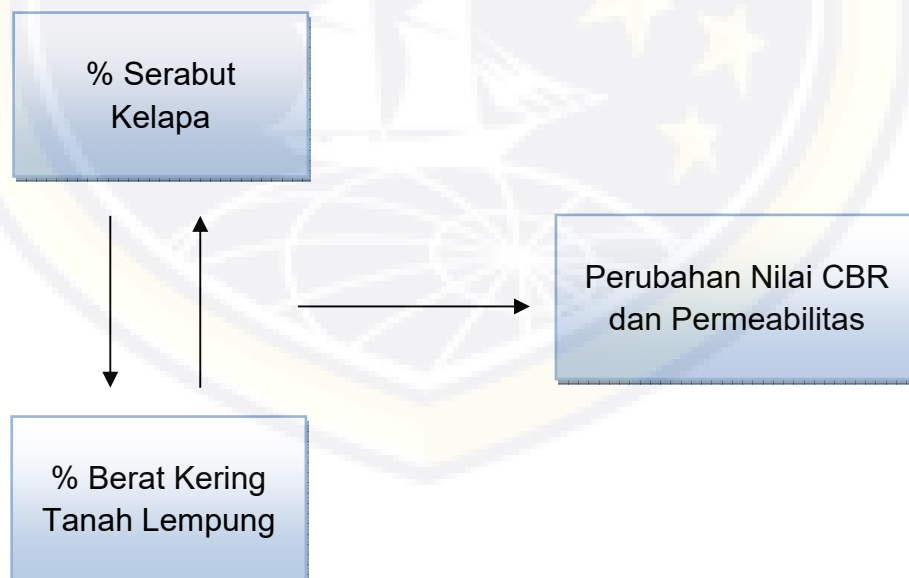 % Serabut
Kelapa
Perubahan Nilai CBR
dan Permeabilitas
% Berat Kering
Tanah Lempung